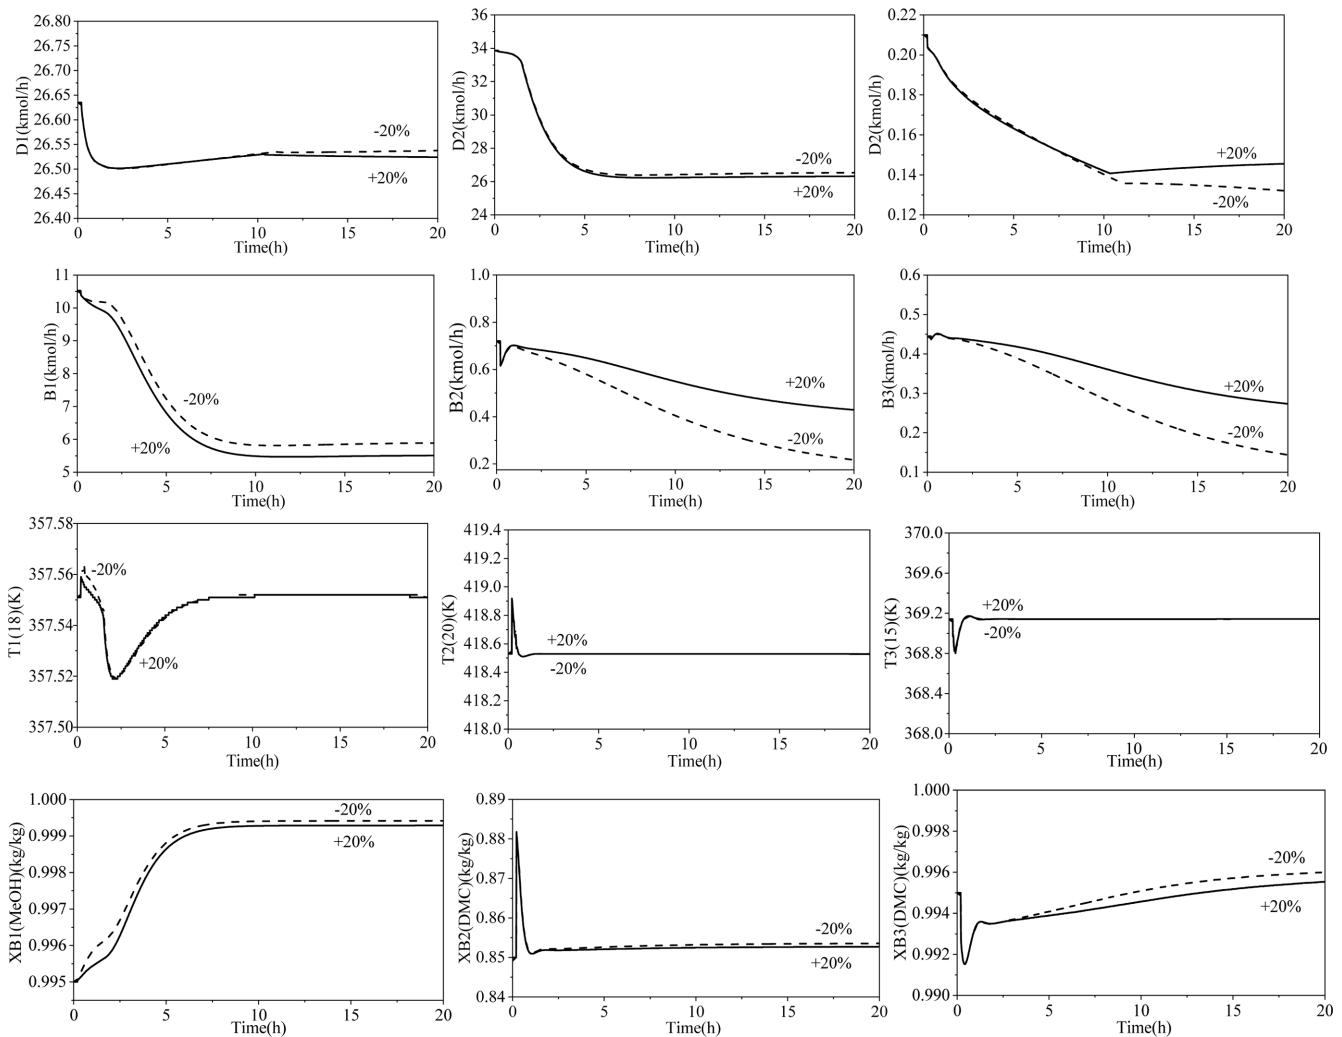 26.80
26.75
26.70
26.65
26.60
26.55
26.50
26.45
26.40
D1(kmol/h)
-20%
+20%
0 5 10 15 20
Time(h)
36
34
32
30
28
26
24
D2(kmol/h)
-20%
+20%
0 5 10 15 20
Time(h)
0.22
0.20
0.18
0.16
0.14
0.12
D2(kmol/h)
+20%
-20%
0 5 10 15 20
Time(h)
11
10
9
8
7
6
5
B1(kmol/h)
-20%
+20%
0 5 10 15 20
Time(h)
1.0
0.8
0.6
0.4
0.2
B2(kmol/h)
+20%
-20%
0 5 10 15 20
Time(h)
0.6
0.5
0.4
0.3
0.2
0.1
B3(kmol/h)
+20%
-20%
0 5 10 15 20
Time(h)
357.58
357.56
357.54
357.52
357.50
T1(18)(K)
-20%
+20%
0 5 10 15 20
Time(h)
419.4
419.2
419.0
418.8
418.6
418.4
418.2
418.0
T2(20)(K)
+20%
-20%
0 5 10 15 20
Time(h)
370.0
369.6
369.2
368.8
368.4
368.0
T3(15)(K)
+20%
-20%
0 5 10 15 20
Time(h)
1.000
0.999
0.998
0.997
0.996
0.995
XB1(MeOH)(kg/kg)
-20%
+20%
0 5 10 15 20
Time(h)
0.89
0.88
0.87
0.86
0.85
0.84
XB2(DMC)(kg/kg)
-20%
+20%
0 5 10 15 20
Time(h)
1.000
0.998
0.996
0.994
0.992
0.990
XB3(DMC)(kg/kg)
-20%
+20%
0 5 10 15 20
Time(h)